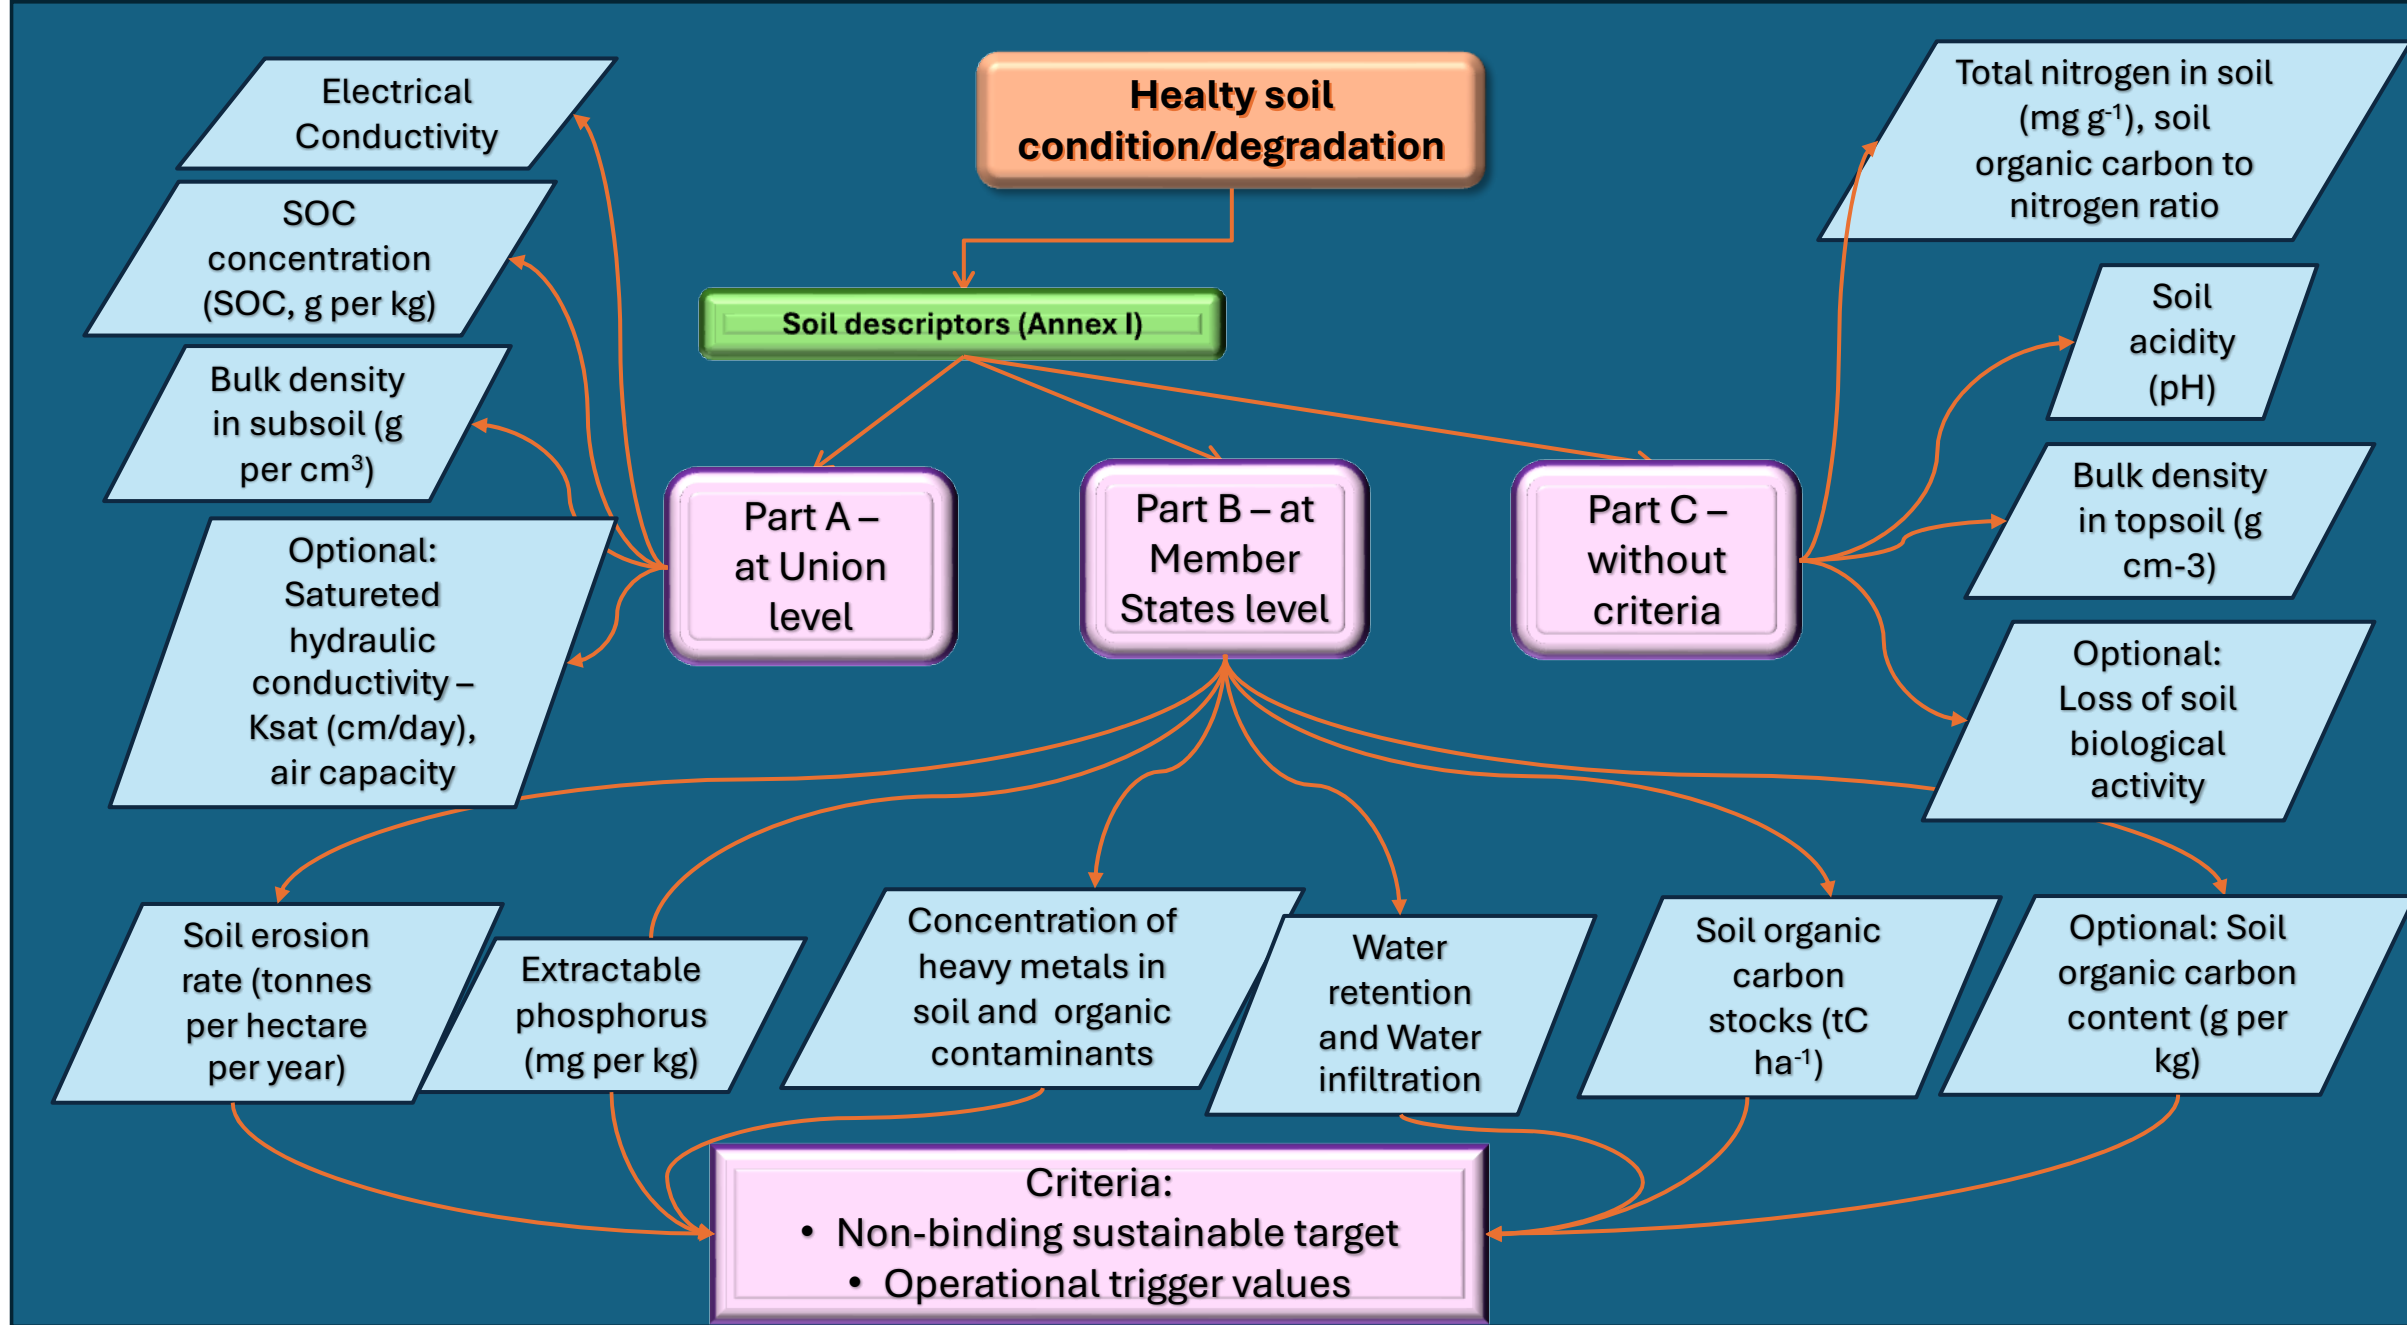 Healty soil
condition/degradation
Soil descriptors (Annex I)
Electrical
Conductivity
SOC
concentration
(SOC, g per kg)
Bulk density
in subsoil (g
per cm³)
Optional:
Satureted
hydraulic
conductivity –
Ksat (cm/day),
air capacity
Part A –
at Union
level
Part B – at
Member
States level
Part C –
without
criteria
Total nitrogen in soil
(mg g⁻¹), soil
organic carbon to
nitrogen ratio
Soil
acidity
(pH)
Bulk density
in topsoil (g
cm-3)
Optional:
Loss of soil
biological
activity
Soil erosion
rate (tonnes
per hectare
per year)
Extractable
phosphorus
(mg per kg)
Concentration of
heavy metals in
soil and organic
contaminants
Water
retention
and Water
infiltration
Soil organic
carbon
stocks (tC
ha⁻¹)
Optional: Soil
organic carbon
content (g per
kg)
Criteria:
• Non-binding sustainable target
• Operational trigger values